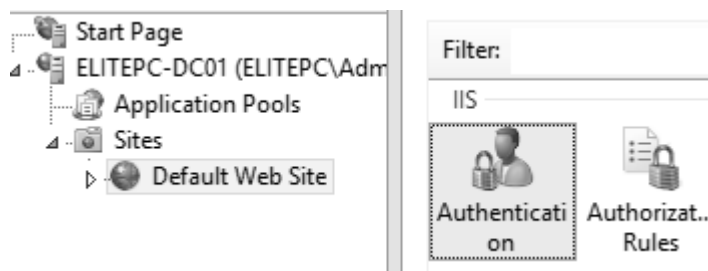 Start Page
ELITEPC-DC01 (ELITEPC\Adm
Application Pools
Sites
Default Web Site
Filter:
IIS
Authenticati
on
Authorizat..
Rules